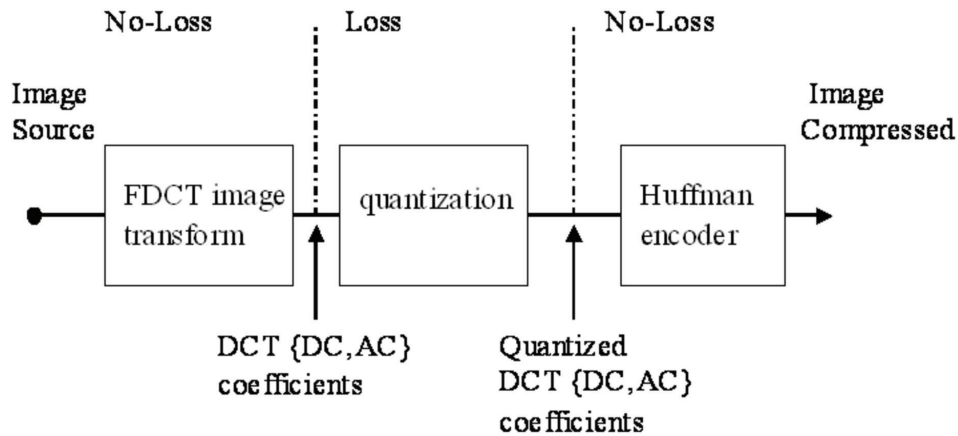 No-Loss
Loss
No-Loss
Image
Source
Image
Compressed
FDCT image
transform
quantization
Huffman
encoder
DCT {DC,AC}
coefficients
Quantized
DCT {DC,AC}
coefficients